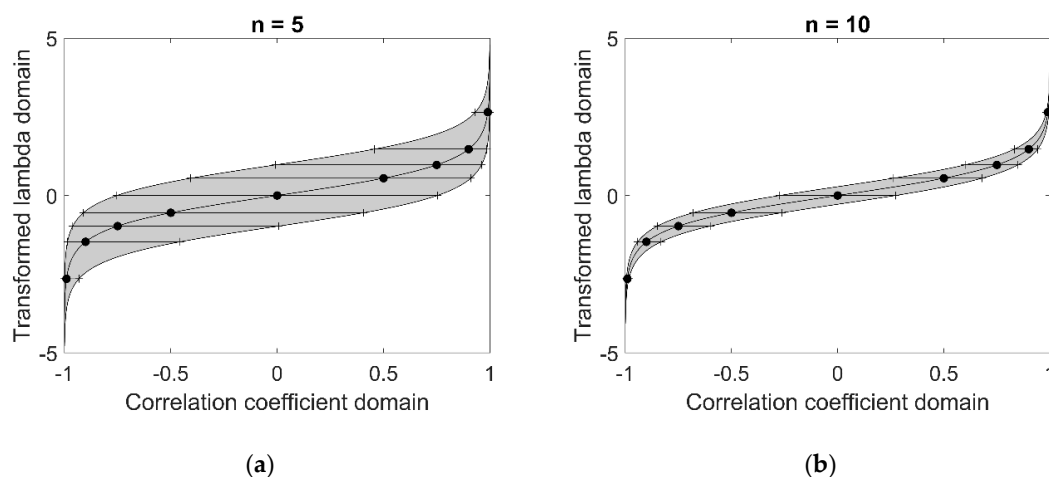 n = 5
5
0
-5
Transformed lambda domain
-1 -0.5 0 0.5 1
Correlation coefficient domain
(a)
n = 10
5
0
-5
Transformed lambda domain
-1 -0.5 0 0.5 1
Correlation coefficient domain
(b)